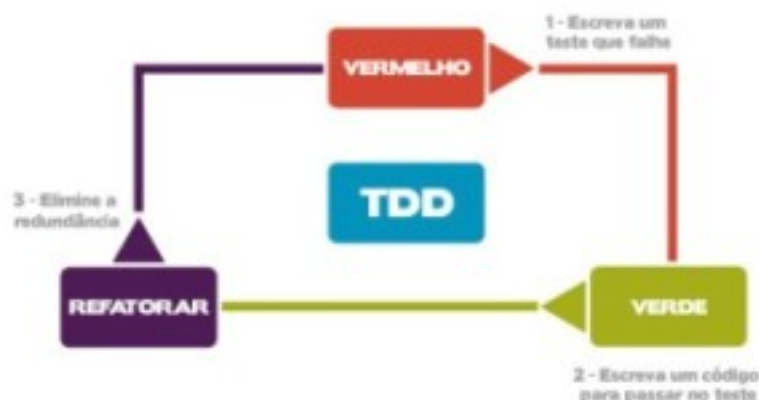 1 - Escreva um
teste que falhe
VERMELHO
TDD
3 - Elimine a
redundância
REFATORAR
VERDE
2 - Escreva um código
para passar no teste